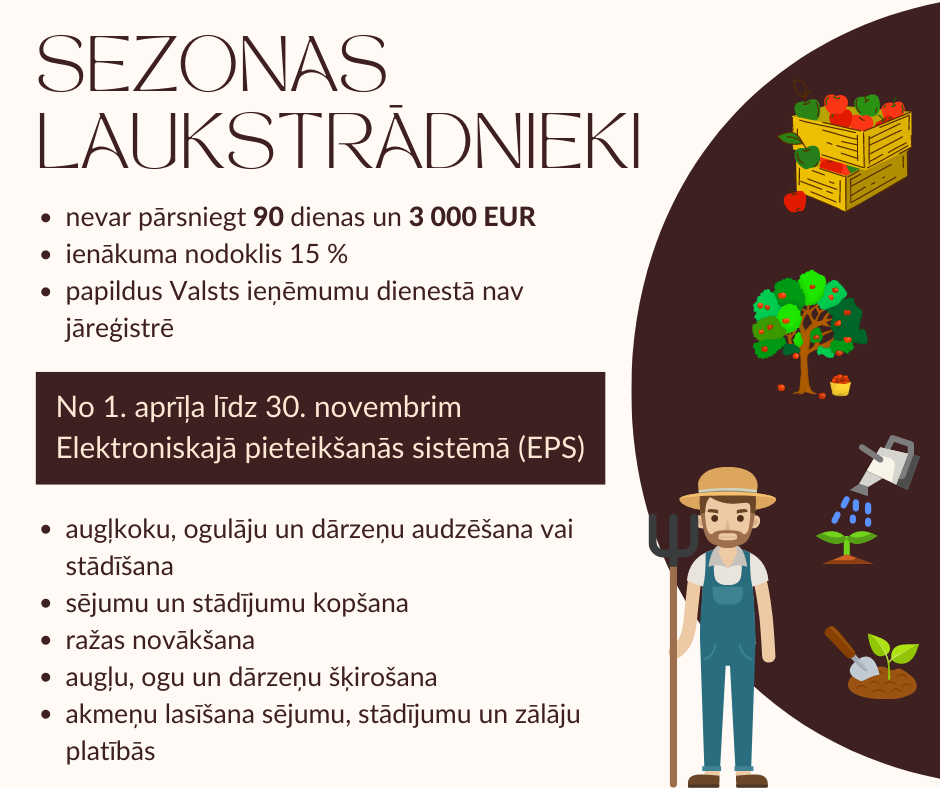 SEZONAS
LAUKSTRĀDNIEKI
• nevar pārsniegt 90 dienas un 3 000 EUR
• ienākuma nodoklis 15 %
• papildus Valsts ieņēmumu dienestā nav
jāreģistrē
No 1. aprīļa līdz 30. novembrim
Elektroniskajā pieteikšanās sistēmā (EPS)
• augļkoku, ogulāju un dārzeņu audzēšana vai
stādīšana
• sējumu un stādījumu kopšana
• ražas novākšana
• augļu, ogu un dārzeņu šķirošana
• akmeņu lasīšana sējumu, stādījumu un zālāju
platībās